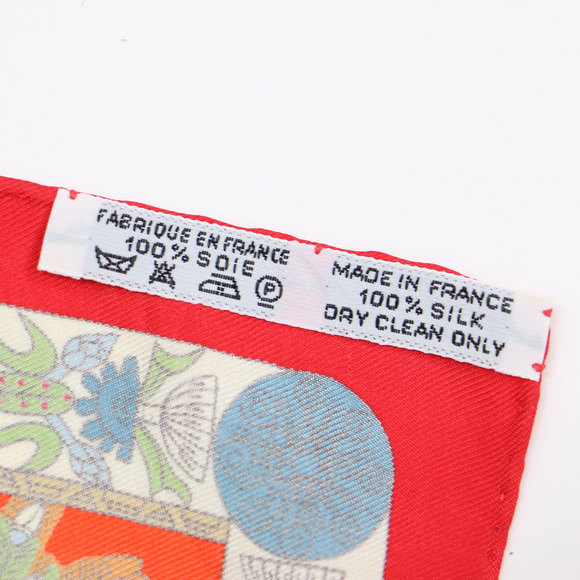 FABRIQUE EN FRANCE
100% SOIE
P
MADE IN FRANCE
100% SILK
DRY CLEAN ONLY